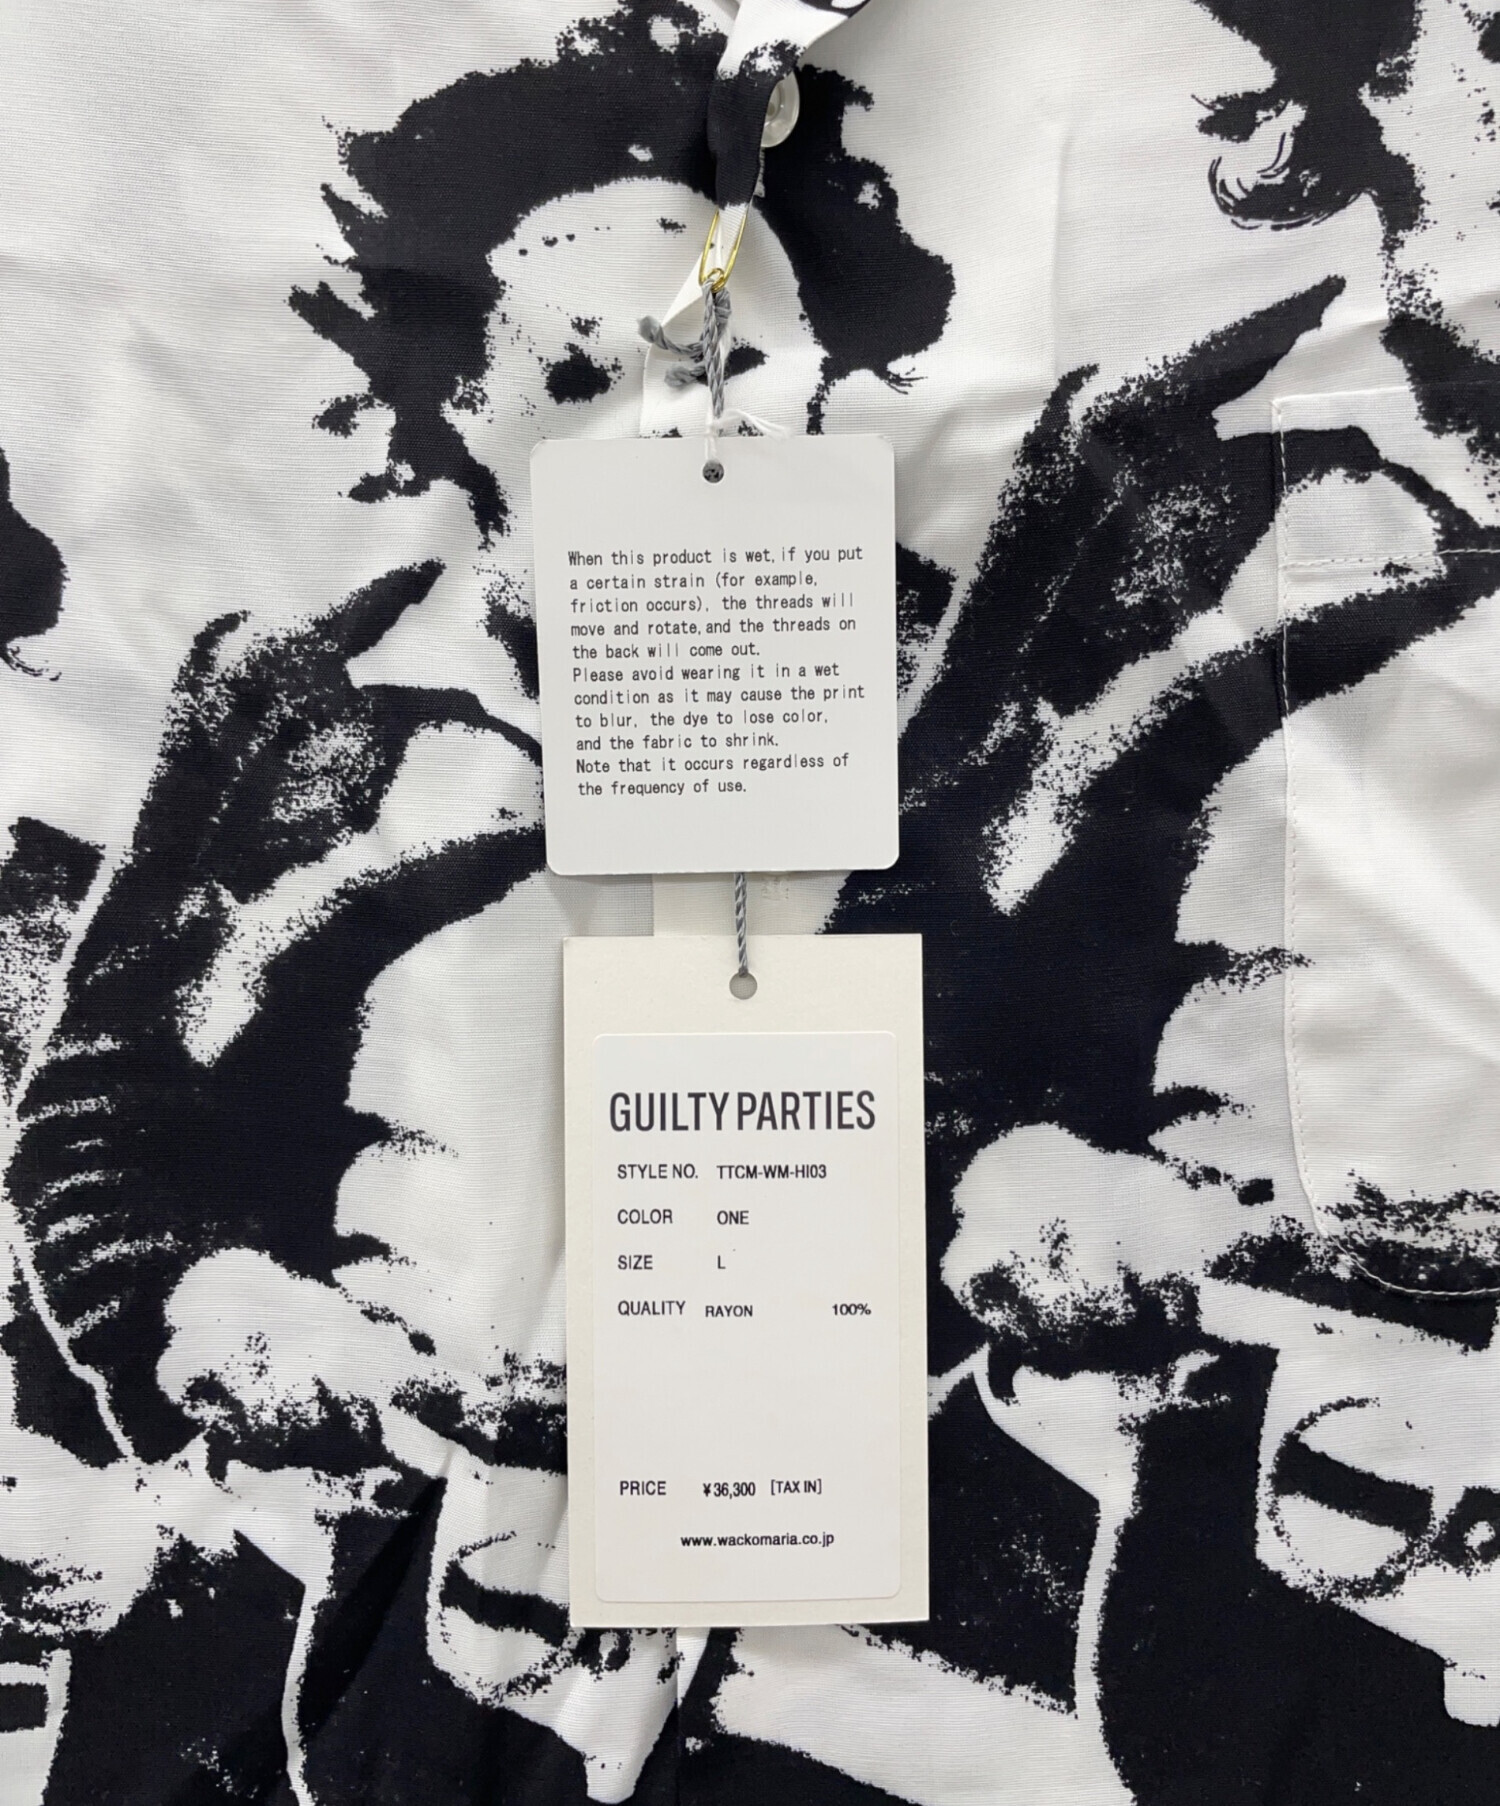 When this product is wet, if you put
a certain strain (for example,
friction occurs), the threads will
move and rotate, and the threads on
the back will come out.
Please avoid wearing it in a wet
condition as it may cause the print
to blur, the dye to lose color,
and the fabric to shrink.
Note that it occurs regardless of
the frequency of use.
GUILTY PARTIES
STYLE NO. TTCM-WM-HI03
COLOR ONE
SIZE L
QUALITY RAYON 100%
PRICE ¥36,300 [TAX IN]
www.wackomaria.co.jp